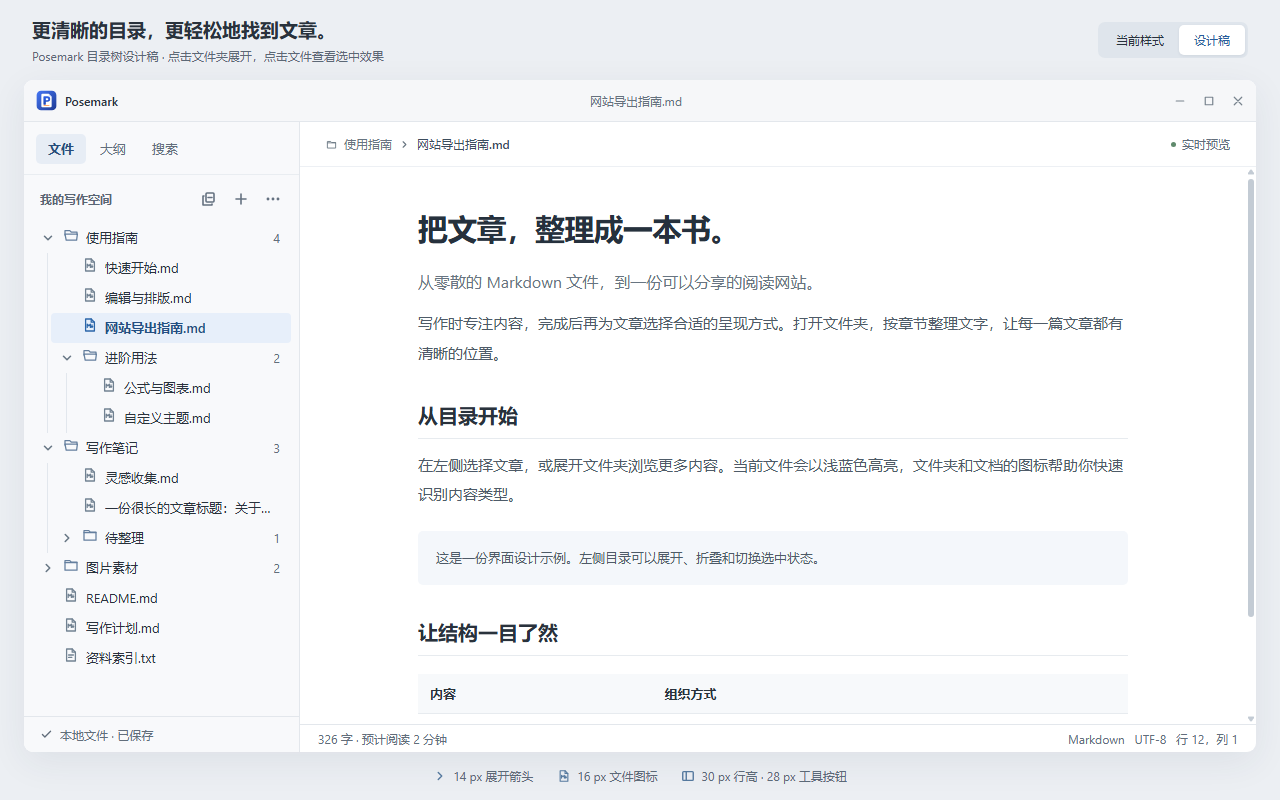 更清晰的目录，更轻松地找到文章。
Posemark 目录树设计稿 · 点击文件夹展开，点击文件查看选中效果
当前样式
设计稿
Posemark
网站导出指南.md
文件
大纲
搜索
我的写作空间
使用指南
4
快速开始.md
编辑与排版.md
网站导出指南.md
进阶用法
2
公式与图表.md
自定义主题.md
写作笔记
3
灵感收集.md
一份很长的文章标题：关于...
待整理
1
图片素材
2
README.md
写作计划.md
资料索引.txt
本地文件 · 已保存
使用指南
网站导出指南.md
实时预览
把文章，整理成一本书。
从零散的 Markdown 文件，到一份可以分享的阅读网站。
写作时专注内容，完成后再为文章选择合适的呈现方式。打开文件夹，按章节整理文字，让每一篇文章都有
清晰的位置。
从目录开始
在左侧选择文章，或展开文件夹浏览更多内容。当前文件会以浅蓝色高亮，文件夹和文档的图标帮助你快速
识别内容类型。
这是一份界面设计示例。左侧目录可以展开、折叠和切换选中状态。
让结构一目了然
内容
组织方式
326 字 · 预计阅读 2 分钟
Markdown
UTF-8
行 12，列 1
14 px 展开箭头
16 px 文件图标
30 px 行高 · 28 px 工具按钮